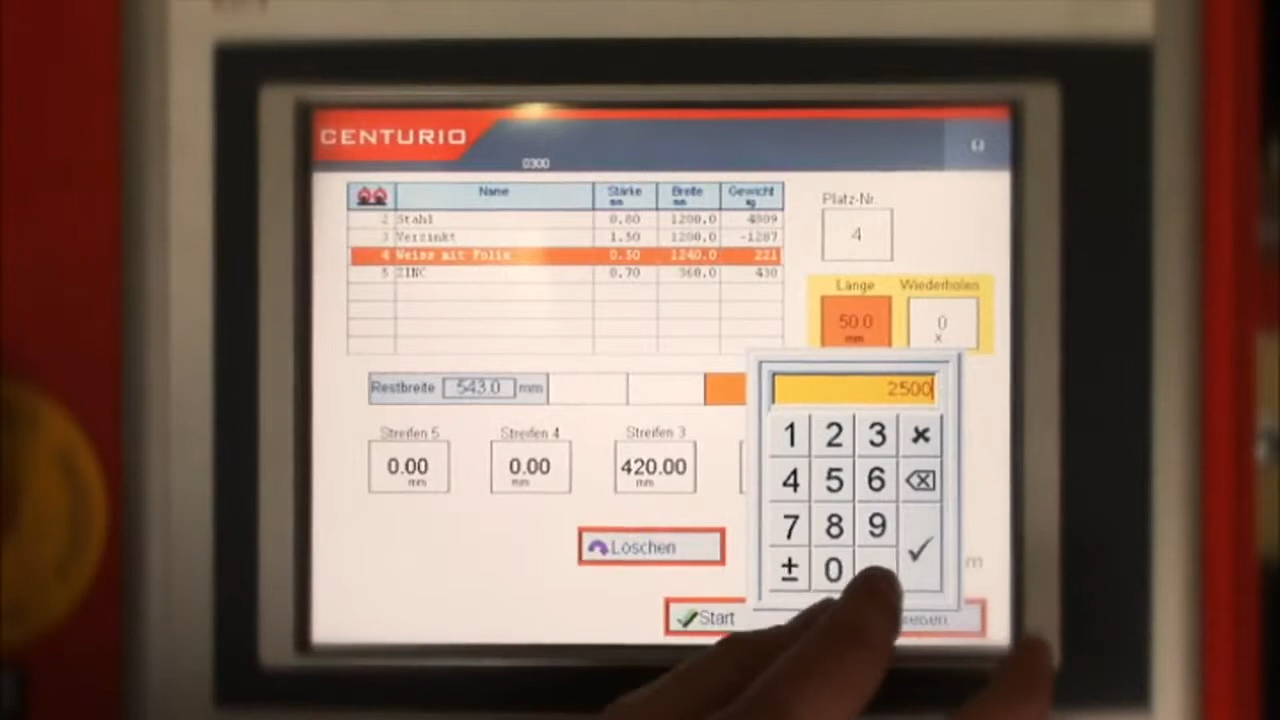 CENTURIO
0300
Name Stärke mm Breite mm Gewicht kg
2 Stahl 0.80 1200.0 4809
3 Verzinkt 1.50 1200.0 -1287
4 Weiss mit Folie 0.50 1240.0 221
5 ZINC 0.70 360.0 430
Platz-Nr.
4
Länge Wiederholen
50.0 0
mm x
Restbreite 543.0 mm
2500
Streifen 5 Streifen 4 Streifen 3
0.00 0.00 420.00
mm mm mm
1 2 3
4 5 6
7 8 9
± 0
Löschen
m
Start